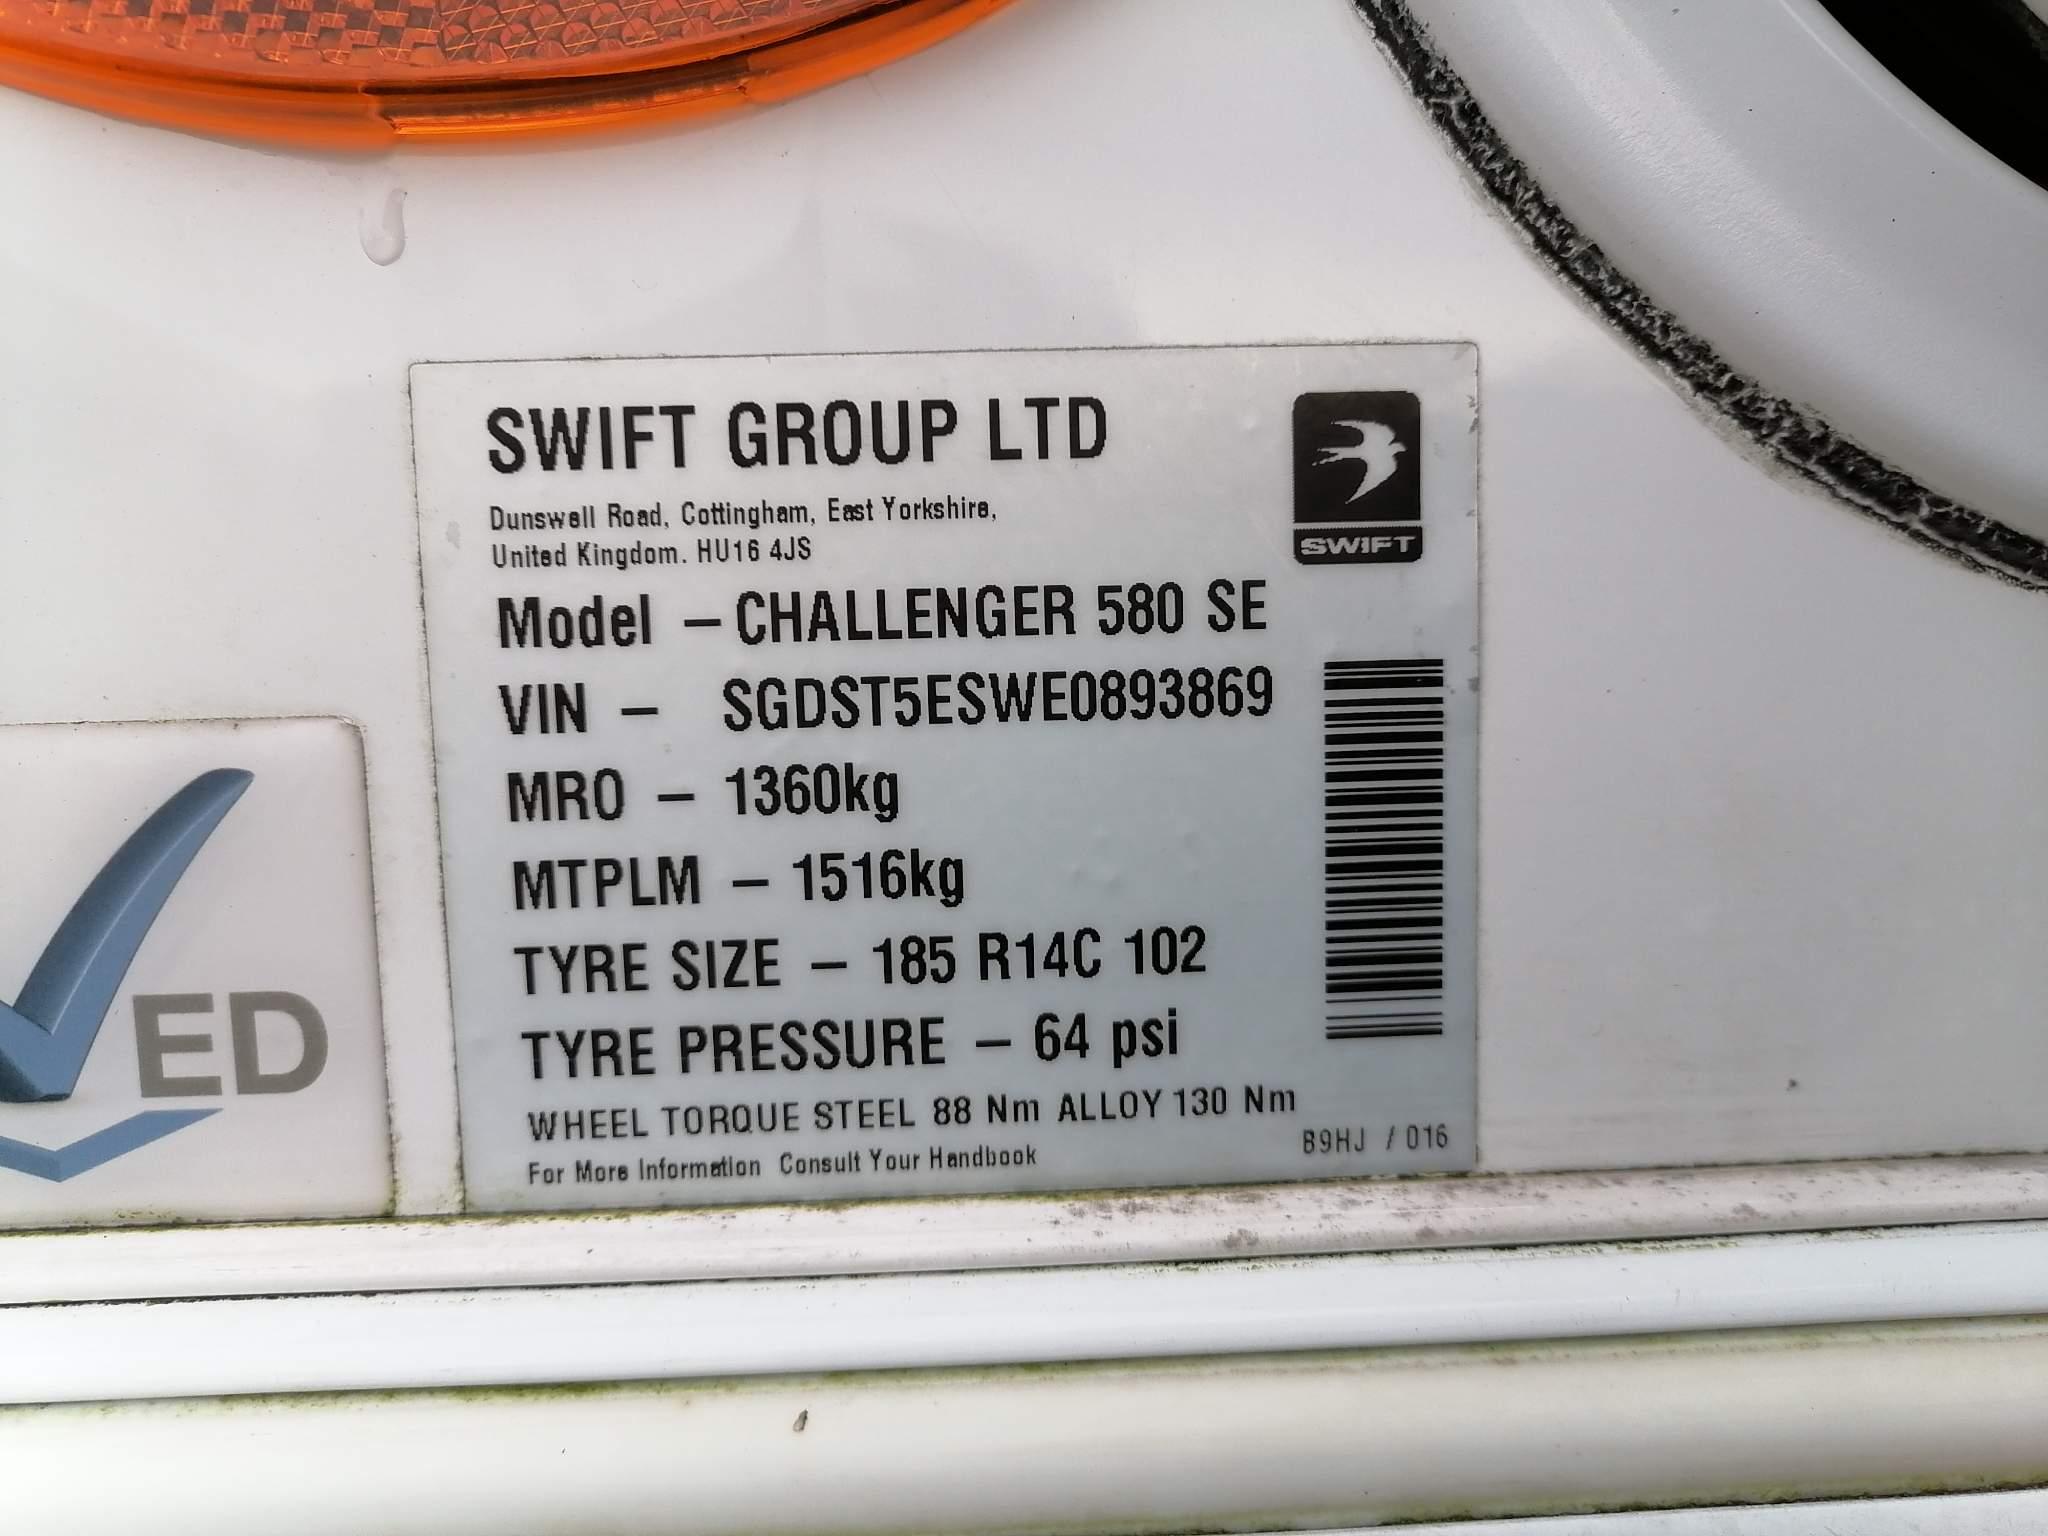 SWIFT GROUP LTD
Dunswell Road, Cottingham, East Yorkshire,
United Kingdom. HU16 4JS
SWIFT
Model – CHALLENGER 580 SE
VIN – SGDST5ESWE0893869
MRO – 1360kg
MTPLM – 1516kg
TYRE SIZE – 185 R14C 102
TYRE PRESSURE – 64 psi
WHEEL TORQUE STEEL 88 Nm ALLOY 130 Nm
For More Information Consult Your Handbook
B9HJ / 016
ED